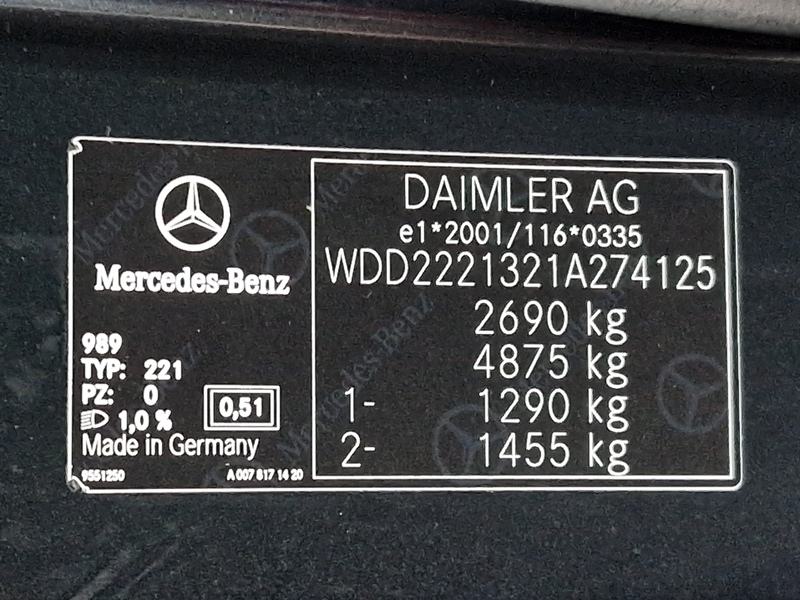 Mercedes-Benz
989
TYP: 221
PZ: 0
1,0 %
0,51
Made in Germany
9551250
A 007 817 14 20
DAIMLER AG
e1*2001/116*0335
WDD2221321A274125
2690 kg
4875 kg
1- 1290 kg
2- 1455 kg